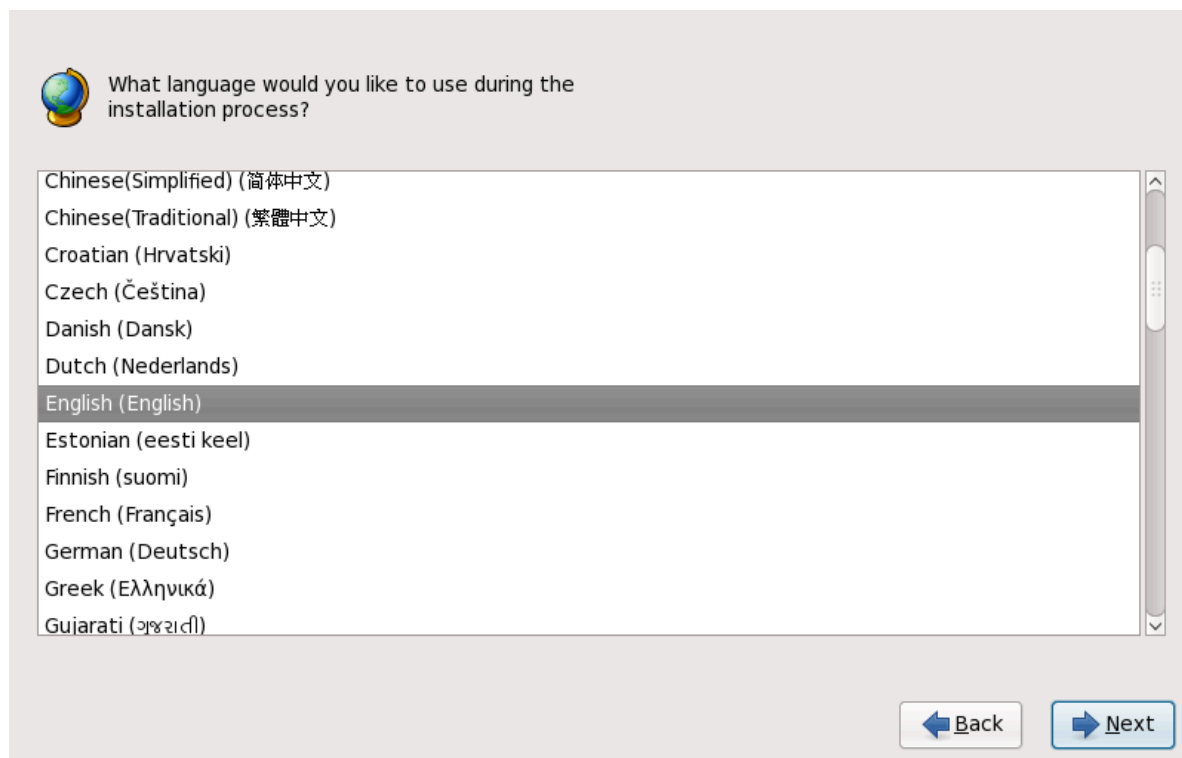 What language would you like to use during the
installation process?
Chinese(Simplified) (简体中文)
Chinese(Traditional) (繁體中文)
Croatian (Hrvatski)
Czech (Čeština)
Danish (Dansk)
Dutch (Nederlands)
English (English)
Estonian (eesti keel)
Finnish (suomi)
French (Français)
German (Deutsch)
Greek (Ελληνικά)
Gujarati (ગુજરાતી)
Back
Next